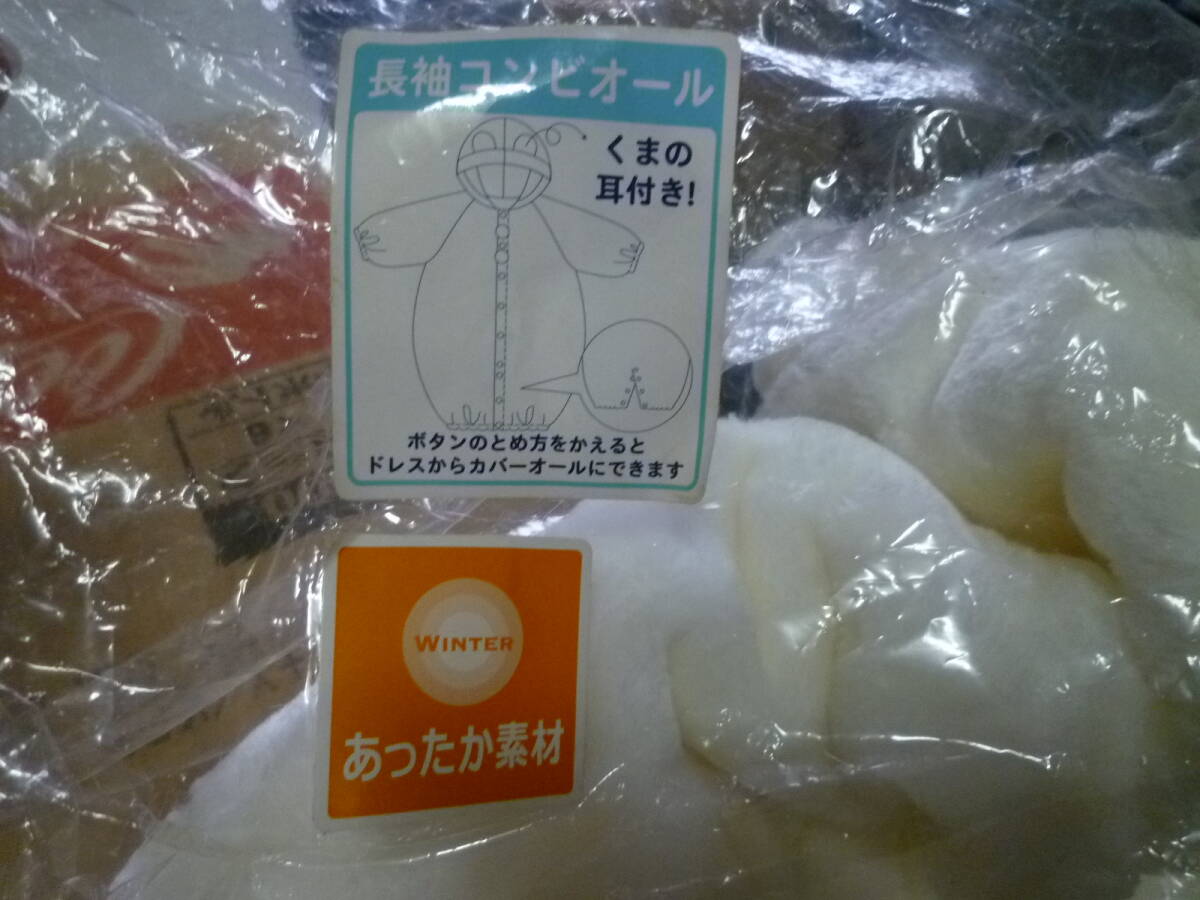 長袖コンビオール
くまの
耳付き!
ボタンのとめ方をかえると
ドレスからカバーオールにできます
WINTER
あったか素材